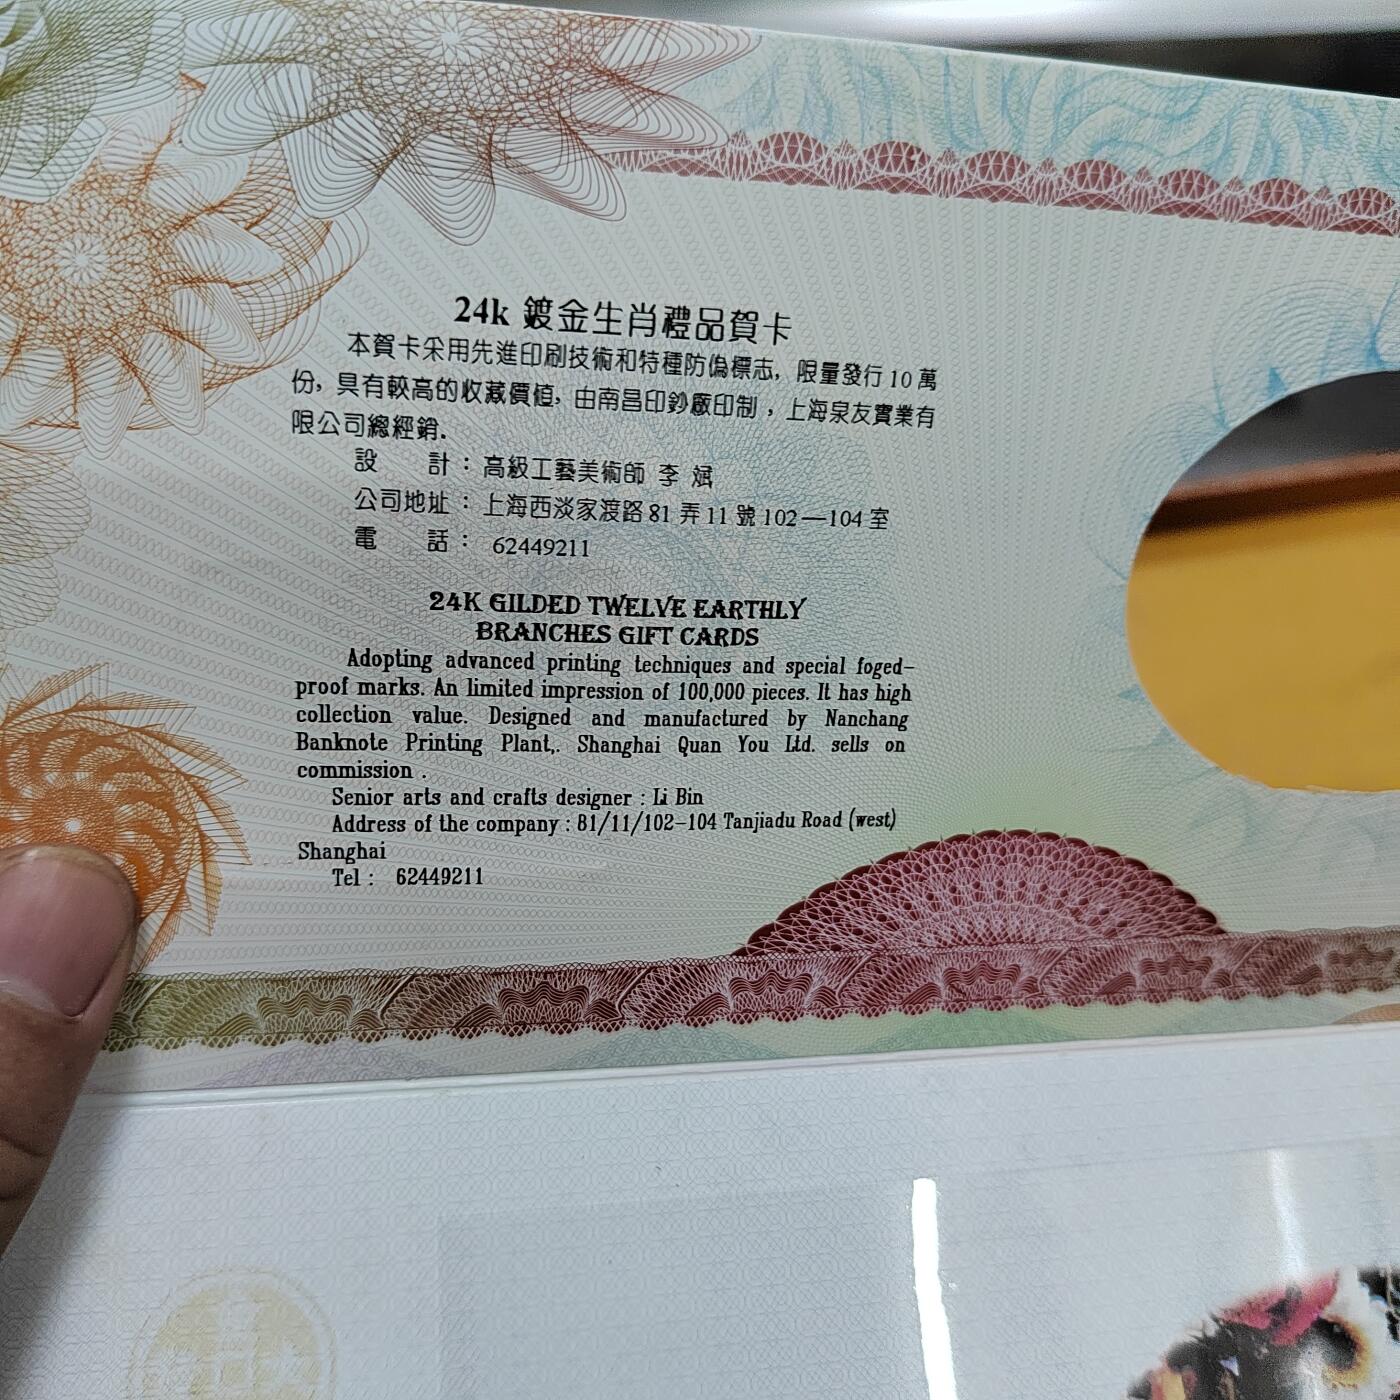 24k 鍍金生肖禮品賀卡
本賀卡采用先進印刷技術和特種防偽標志, 限量發行10萬
份, 具有較高的收藏價值, 由南昌印鈔廠印制, 上海泉友實業有
限公司總經銷.
設 計: 高級工藝美術師 李 斌
公司地址: 上海西淡家渡路81弄11號102—104室
電 話: 62449211
24K GILDED TWELVE EARTHLY
BRANCHES GIFT CARDS
Adopting advanced printing techniques and special foged-
proof marks. An limited impression of 100,000 pieces. It has high
collection value. Designed and manufactured by Nanchang
Banknote Printing Plant,. Shanghai Quan You Ltd. sells on
commission .
Senior arts and crafts designer : Li Bin
Address of the company : 81/11/102-104 Tanjiadu Road (west)
Shanghai
Tel : 62449211